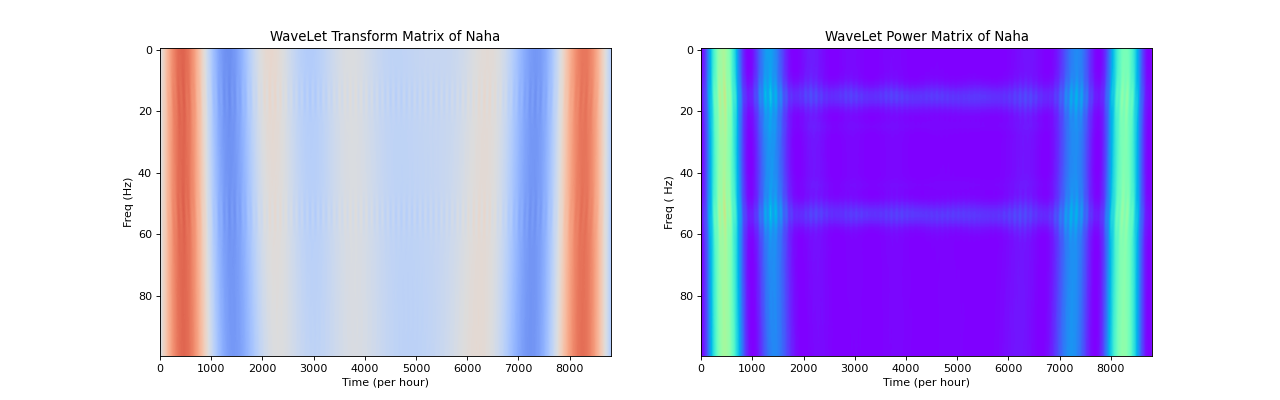 WaveLet Transform Matrix of Naha
0
20
40
60
80
Freq (Hz)
0 1000 2000 3000 4000 5000 6000 7000 8000
Time (per hour)
WaveLet Power Matrix of Naha
0
20
40
60
80
Freq ( Hz)
0 1000 2000 3000 4000 5000 6000 7000 8000
Time (per hour)